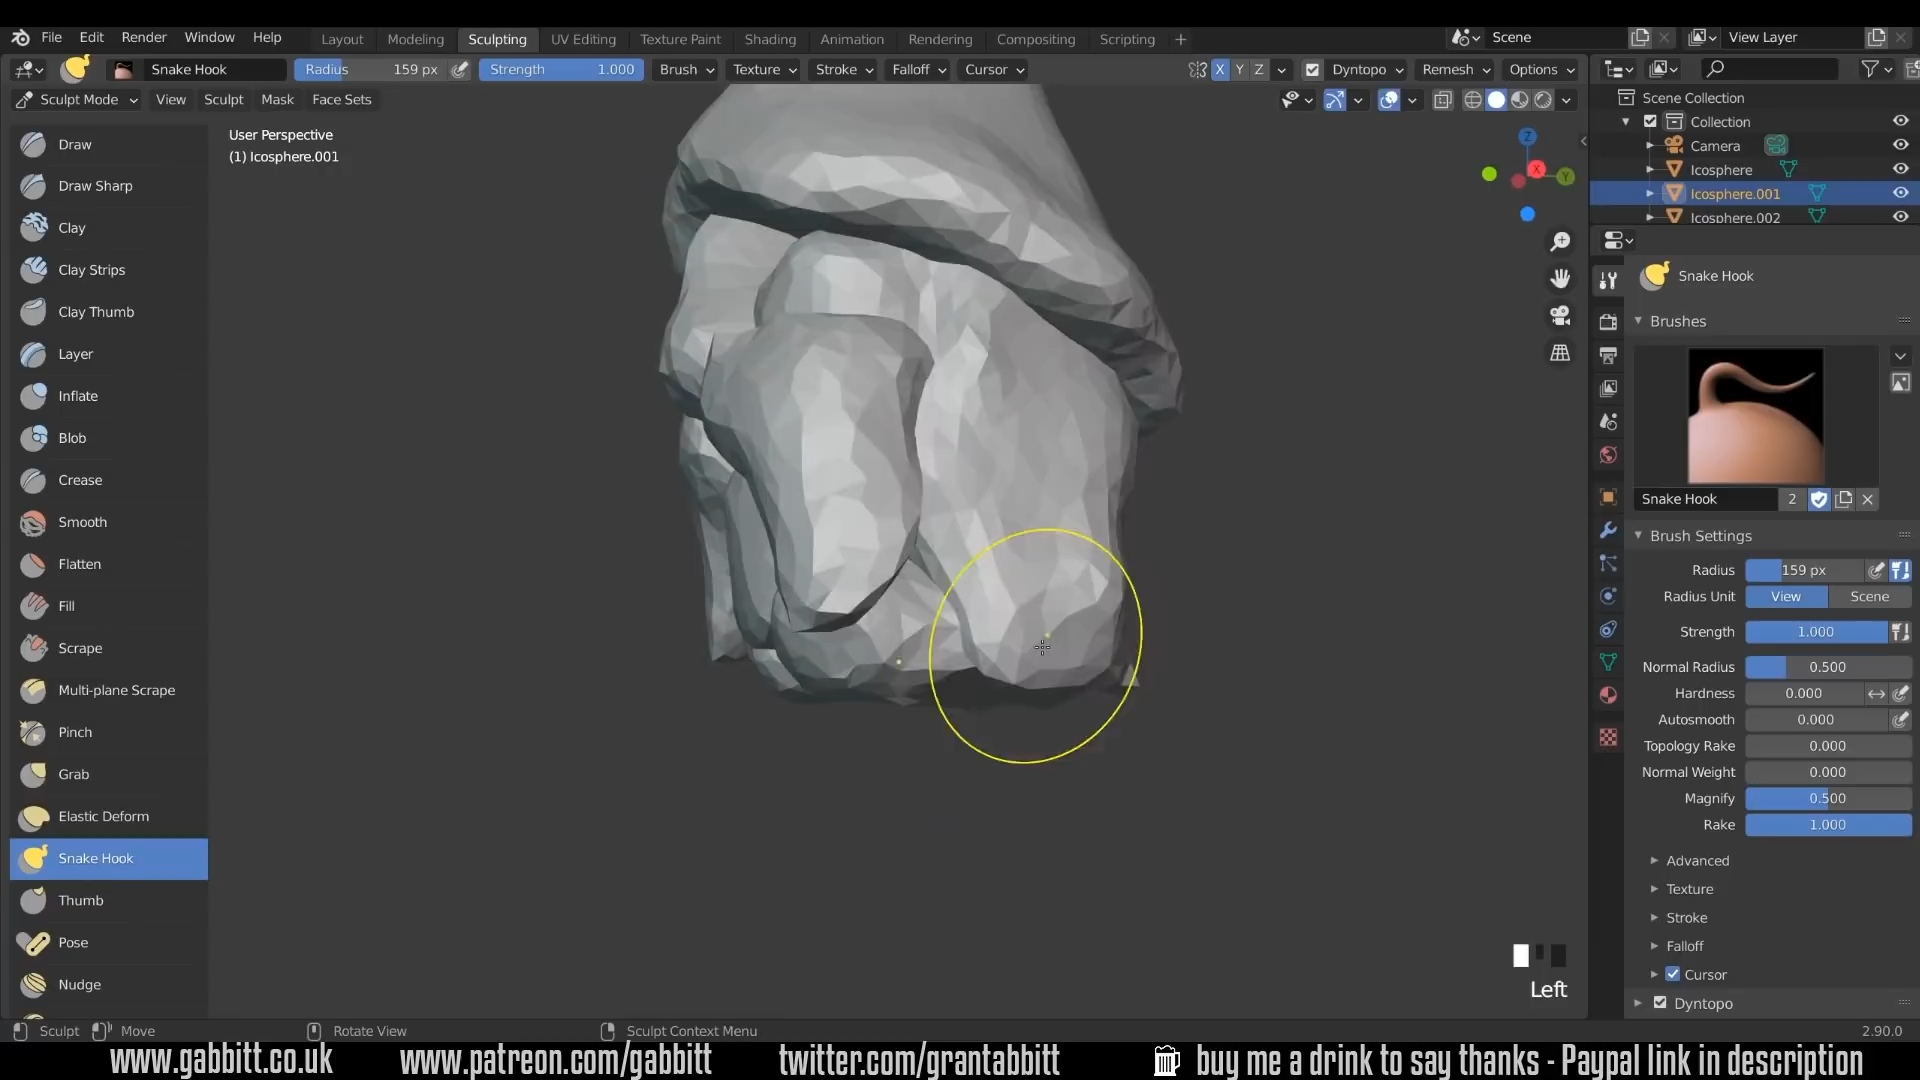 File Edit Render Window Help
Layout Modeling Sculpting UV Editing Texture Paint Shading Animation Rendering Compositing Scripting +
Scene
View Layer
Snake Hook
Radius 159 px
Strength 1.000
Brush Texture Stroke Falloff Cursor
X Y Z
Dyntopo Remesh Options
Sculpt Mode View Sculpt Mask Face Sets
User Perspective
(1) Icosphere.001
Draw
Draw Sharp
Clay
Clay Strips
Clay Thumb
Layer
Inflate
Blob
Crease
Smooth
Flatten
Fill
Scrape
Multi-plane Scrape
Pinch
Grab
Elastic Deform
Snake Hook
Thumb
Pose
Nudge
Z
X
Y
Left
Scene Collection
Collection
Camera
Icosphere
Icosphere.001
Icosphere.002
Snake Hook
Brushes
Snake Hook 2
Brush Settings
Radius 159 px
Radius Unit View Scene
Strength 1.000
Normal Radius 0.500
Hardness 0.000
Autosmooth 0.000
Topology Rake 0.000
Normal Weight 0.000
Magnify 0.500
Rake 1.000
Advanced
Texture
Stroke
Falloff
Cursor
Dyntopo
Sculpt Move Rotate View Sculpt Context Menu 2.90.0
www.gabbitt.co.uk www.patreon.com/gabbitt twitter.com/grantabbitt buy me a drink to say thanks - Paypal link in description